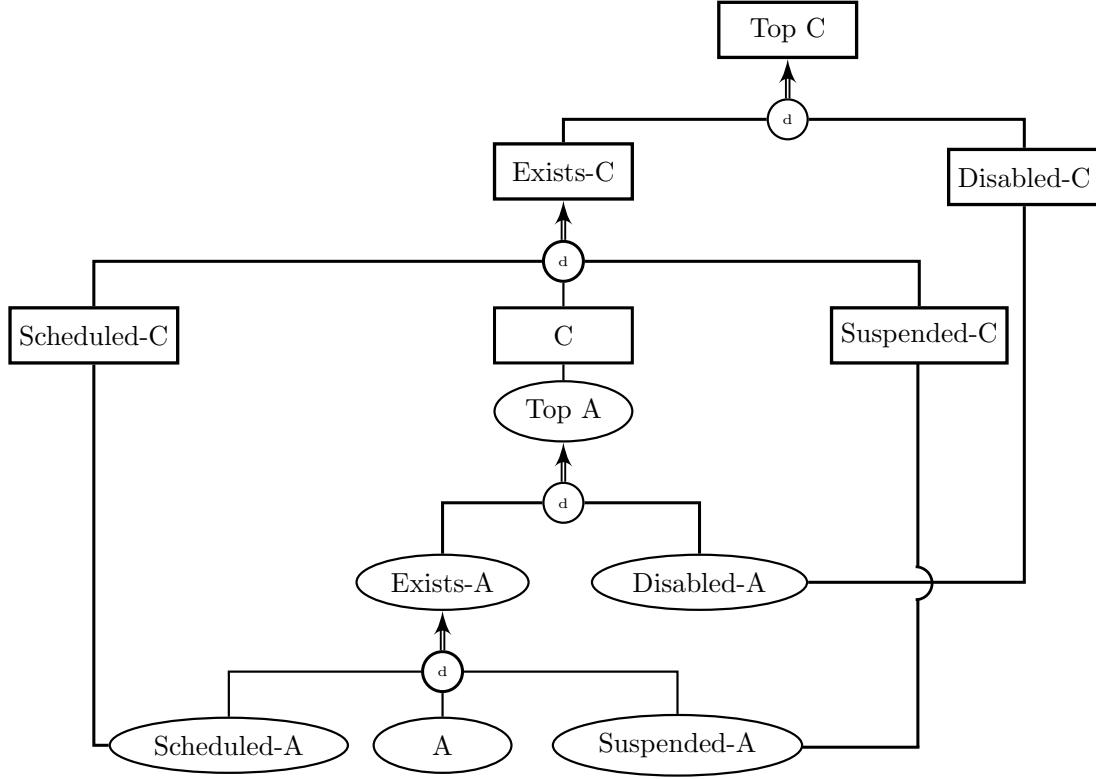 Top C
d
Exists-C
Disabled-C
d
Scheduled-C
C
Suspended-C
Top A
d
Exists-A
Disabled-A
d
Scheduled-A
A
Suspended-A